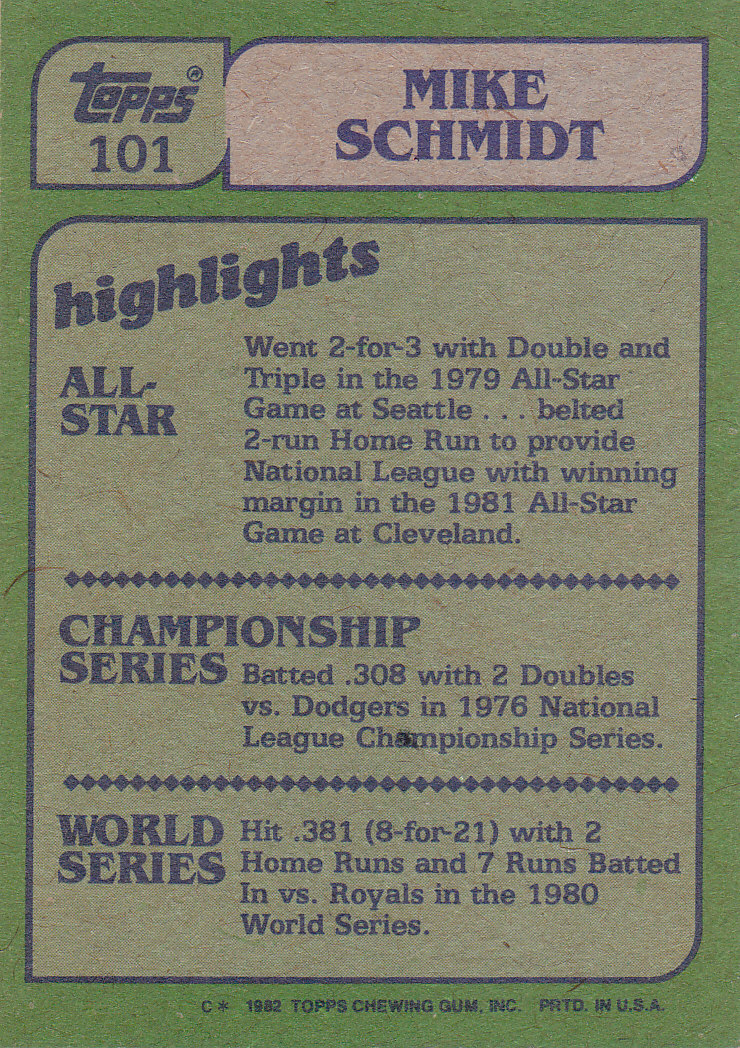 topps®
101
MIKE
SCHMIDT
highlights
ALL-
STAR
Went 2-for-3 with Double and
Triple in the 1979 All-Star
Game at Seattle . . . belted
2-run Home Run to provide
National League with winning
margin in the 1981 All-Star
Game at Cleveland.
CHAMPIONSHIP
SERIES
Batted .308 with 2 Doubles
vs. Dodgers in 1976 National
League Championship Series.
WORLD
SERIES
Hit .381 (8-for-21) with 2
Home Runs and 7 Runs Batted
In vs. Royals in the 1980
World Series.
C* 1982 TOPPS CHEWING GUM, INC. PRTD. IN U.S.A.